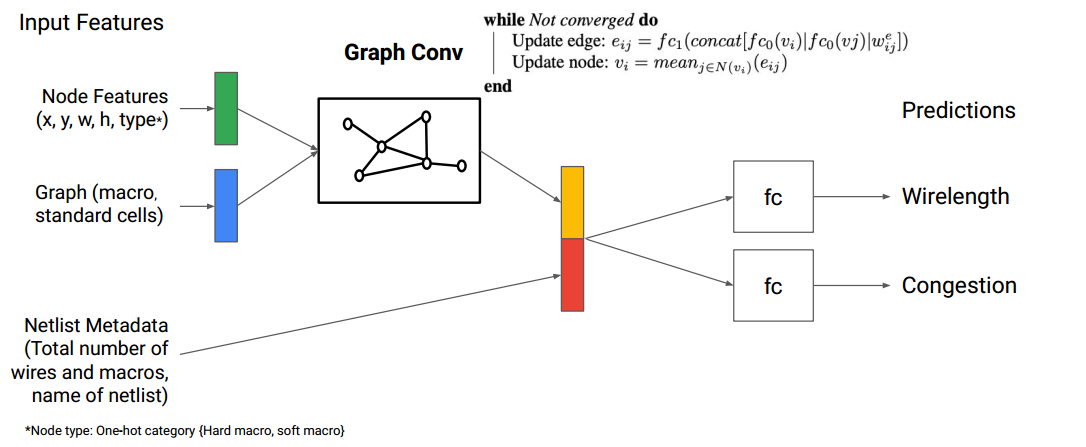 Input Features
Graph Conv
while Not converged do
Update edge: e_{ij} = fc_1(concat[fc_0(v_i)|fc_0(vj)|w^e_{ij}])
Update node: v_i = mean_{j∈N(v_i)}(e_{ij})
end
Node Features
(x, y, w, h, type*)
Graph (macro,
standard cells)
Netlist Metadata
(Total number of
wires and macros,
name of netlist)
fc
fc
Predictions
Wirelength
Congestion
*Node type: One-hot category {Hard macro, soft macro}